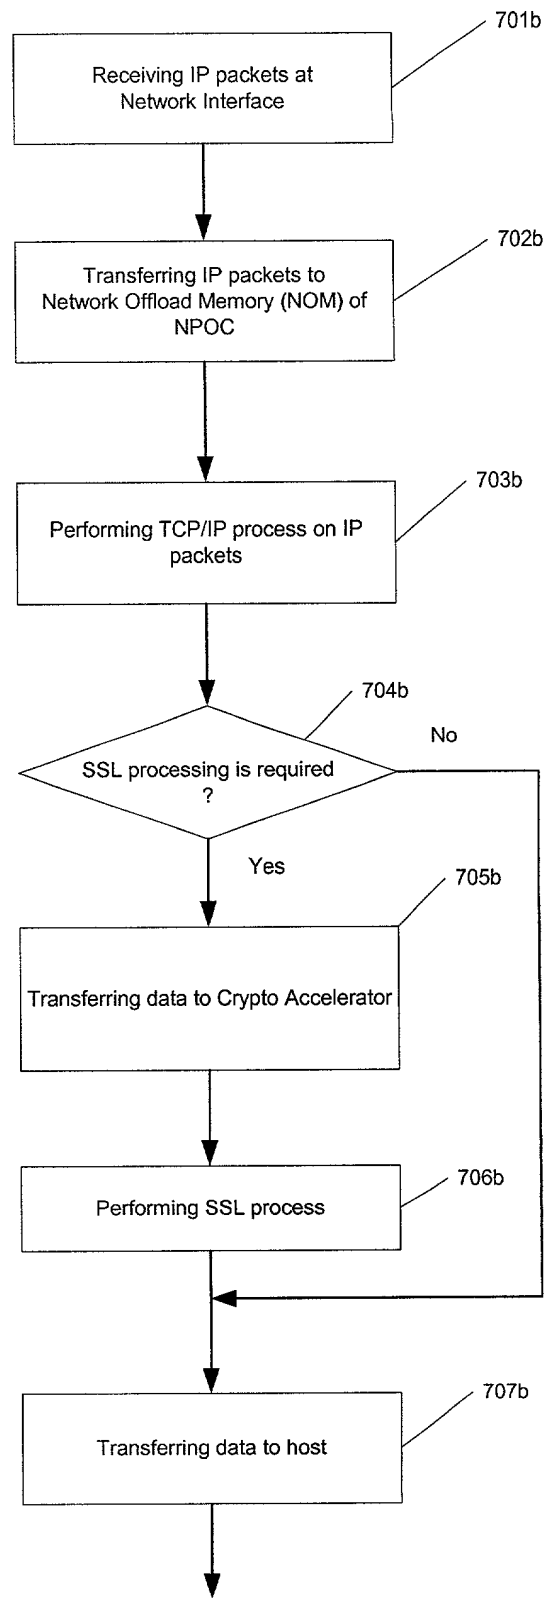 701b
Receiving IP packets at
Network Interface
702b
Transferring IP packets to
Network Offload Memory (NOM) of
NPOC
703b
Performing TCP/IP process on IP
packets
704b
No
SSL processing is required
?
Yes
705b
Transferring data to Crypto Accelerator
706b
Performing SSL process
707b
Transferring data to host